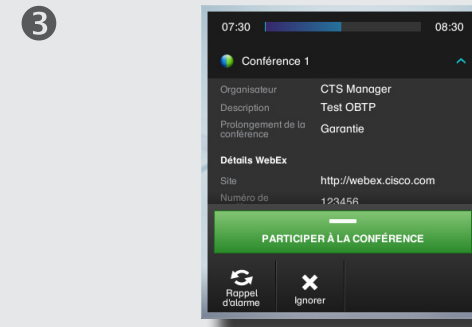 3
07:30 08:30
Conférence 1
Organisateur CTS Manager
Description Test OBTP
Prolongement de la
conférence Garantie
Détails WebEx
Site http://webex.cisco.com
Numéro de 123456
PARTICIPER À LA CONFÉRENCE
Rappel
d'alarme Ignorer